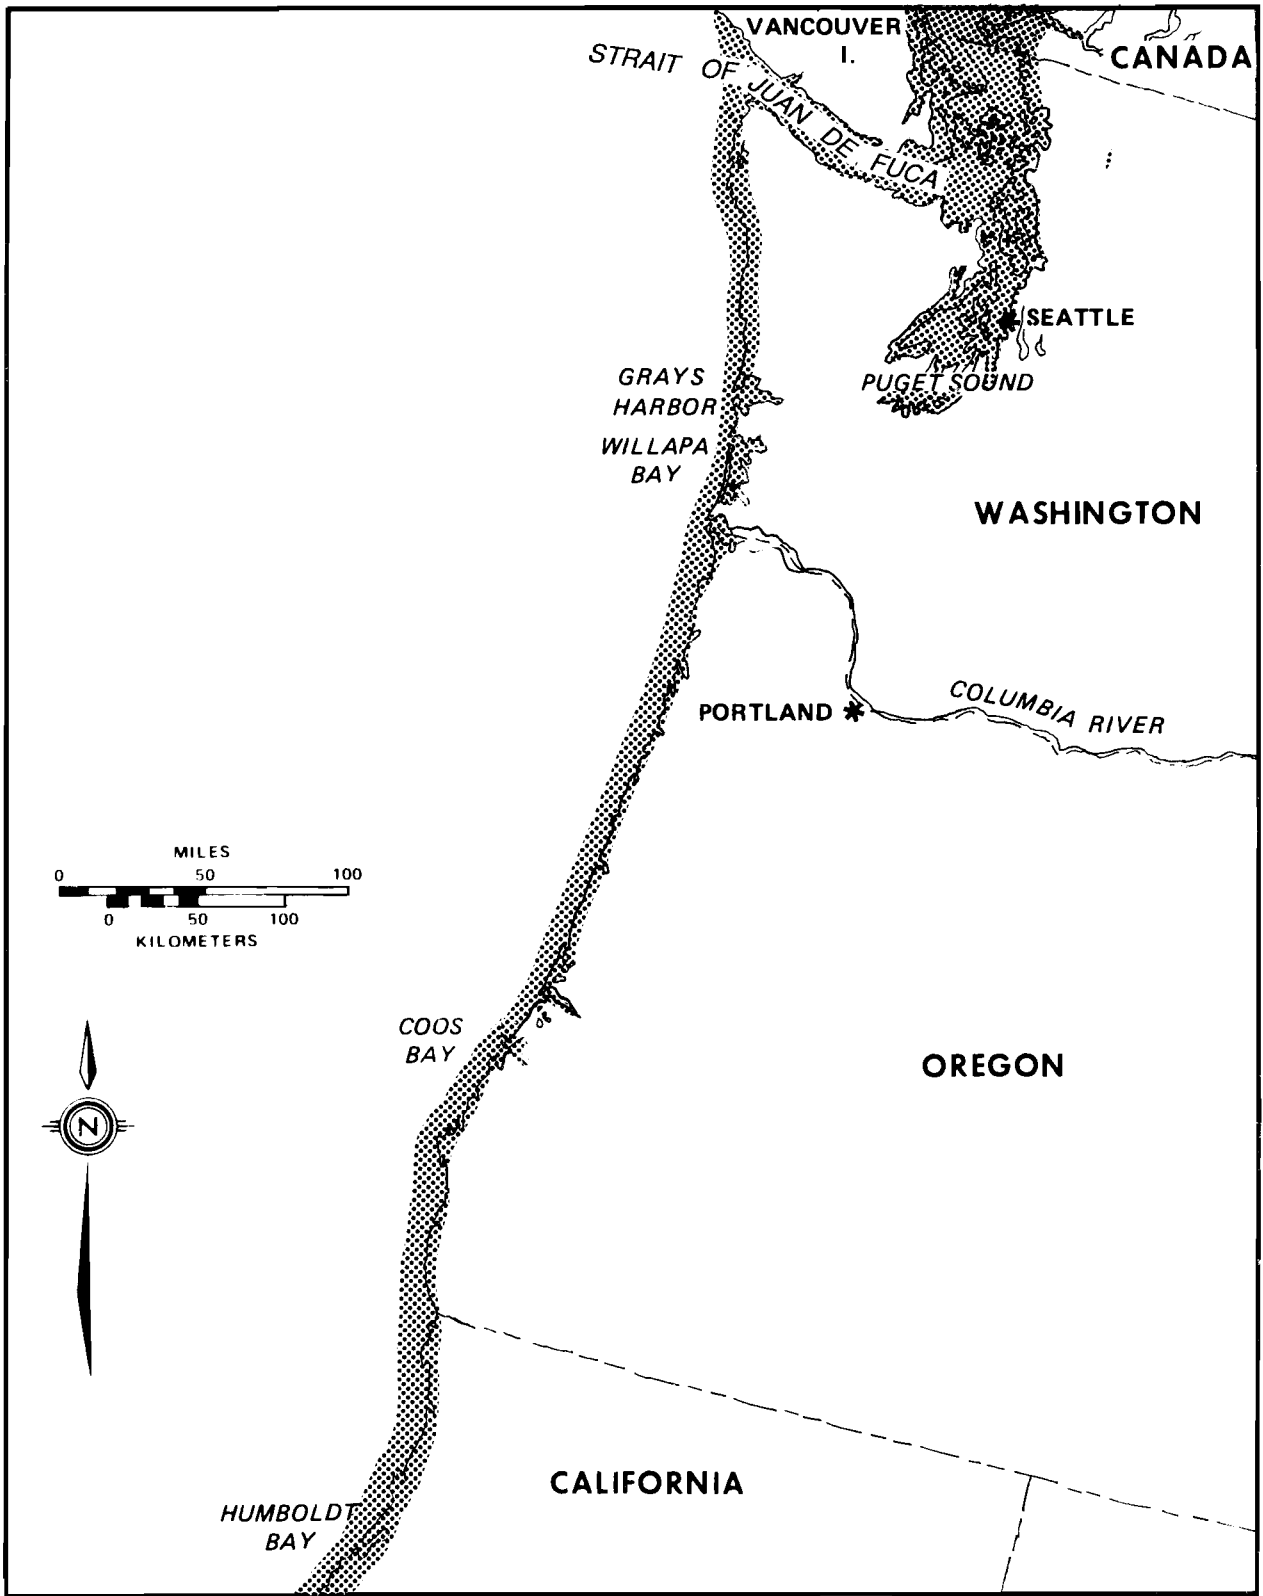 VANCOUVER
I.
CANADA
STRAIT OF JUAN DE FUCA
SEATTLE
GRAYS
HARBOR
PUGET SOUND
WILLAPA
BAY
WASHINGTON
PORTLAND
COLUMBIA RIVER
MILES
0 50 100
0 50 100
KILOMETERS
COOS
BAY
OREGON
N
CALIFORNIA
HUMBOLDT
BAY